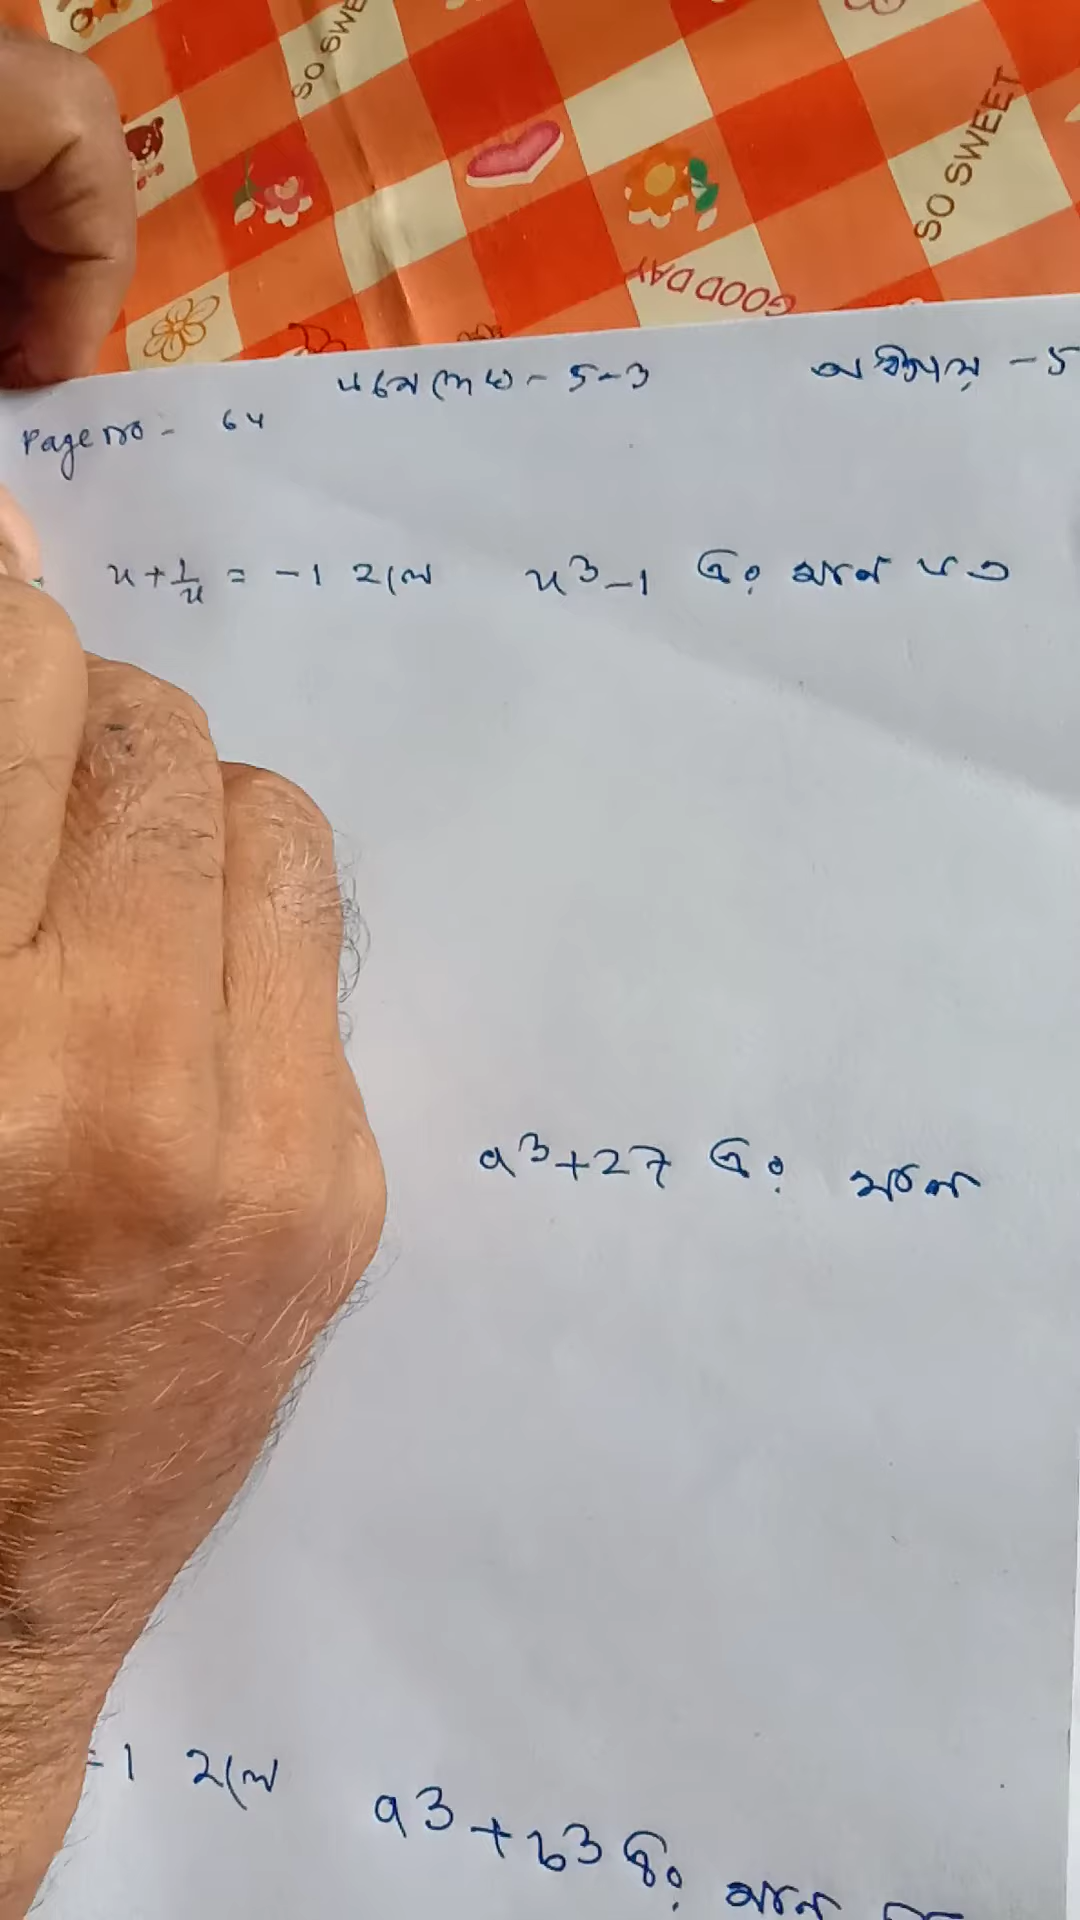 SO SWEET
SO SWE
GOOD DAY
কষে দেখি - 5.3 অধ্যায় - 5
Page no - 64
x + 1/x = -1 হলে x³-1 এর মান কত
a³+27 এর মান
=1 হলে a³+b³ এর মান